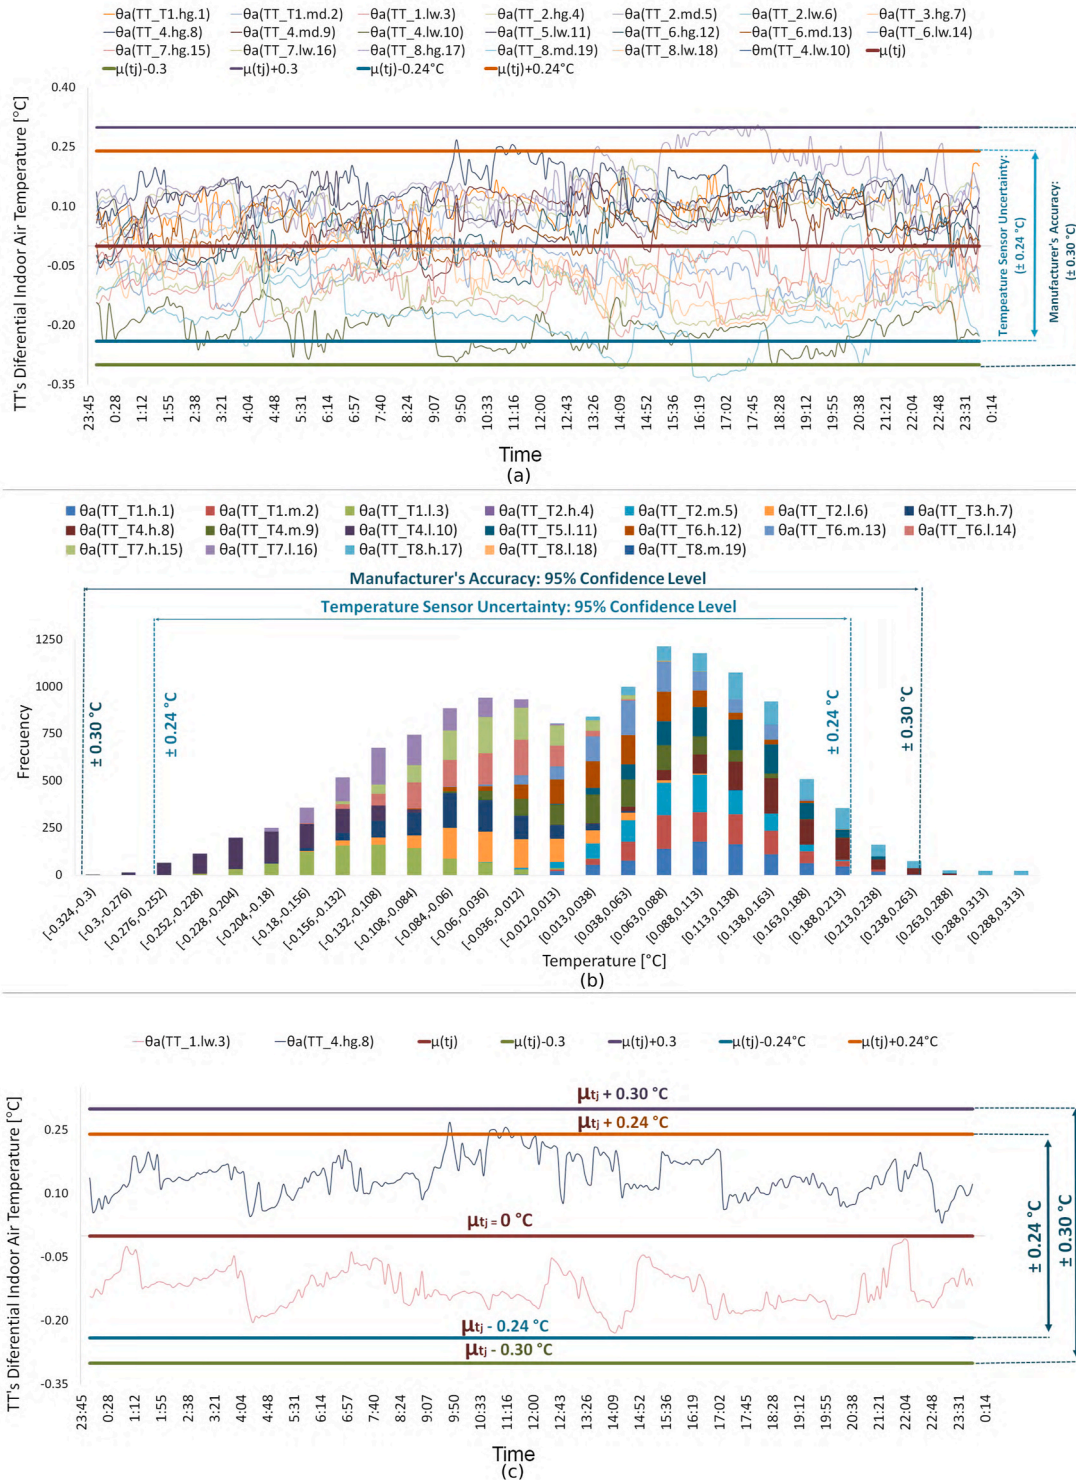 θa(TT_T1.hg.1) θa(TT_T1.md.2) θa(TT_1.lw.3) θa(TT_2.hg.4) θa(TT_2.md.5) θa(TT_2.lw.6) θa(TT_3.hg.7)
θa(TT_4.hg.8) θa(TT_4.md.9) θa(TT_4.lw.10) θa(TT_5.lw.11) θa(TT_6.hg.12) θa(TT_6.md.13) θa(TT_6.lw.14)
θa(TT_7.hg.15) θa(TT_7.lw.16) θa(TT_8.hg.17) θa(TT_8.md.19) θa(TT_8.lw.18) θm(TT_4.lw.10) μ(tj)
μ(tj)-0.3 μ(tj)+0.3 μ(tj)-0.24°C μ(tj)+0.24°C
TT's Diferential Indoor Air Temperature [°C]
0.40
0.25
0.10
-0.05
-0.20
-0.35
Tempeature Sensor Uncertainty:
(± 0.24 °C)
Manufacturer's Accuracy:
(± 0.30 °C)
23:45 0:28 1:12 1:55 2:38 3:21 4:04 4:48 5:31 6:14 6:57 7:40 8:24 9:07 9:50 10:33 11:16 12:00 12:43 13:26 14:09 14:52 15:36 16:19 17:02 17:45 18:28 19:12 19:55 20:38 21:21 22:04 22:48 23:31 0:14
Time
(a)
θa(TT_T1.h.1) θa(TT_T1.m.2) θa(TT_T1.l.3) θa(TT_T2.h.4) θa(TT_T2.m.5) θa(TT_T2.l.6) θa(TT_T3.h.7)
θa(TT_T4.h.8) θa(TT_T4.m.9) θa(TT_T4.l.10) θa(TT_T5.l.11) θa(TT_T6.h.12) θa(TT_T6.m.13) θa(TT_T6.l.14)
θa(TT_T7.h.15) θa(TT_T7.l.16) θa(TT_T8.h.17) θa(TT_T8.l.18) θa(TT_T8.m.19)
Manufacturer's Accuracy: 95% Confidence Level
Temperature Sensor Uncertainty: 95% Confidence Level
± 0.30 °C
± 0.24 °C
± 0.24 °C
± 0.30 °C
Frecuency
1250
1000
750
500
250
0
[-0.324,-0.3) [-0.3,-0.276) [-0.276,-0.252) [-0.252,-0.228) [-0.228,-0.204) [-0.204,-0.18) [-0.18,-0.156) [-0.156,-0.132) [-0.132,-0.108) [-0.108,-0.084) [-0.084,-0.06) [-0.06,-0.036) [-0.036,-0.012) [-0.012,0.013) [0.013,0.038) [0.038,0.063) [0.063,0.088) [0.088,0.113) [0.113,0.138) [0.138,0.163) [0.163,0.188) [0.188,0.213) [0.213,0.238) [0.238,0.263) [0.263,0.288) [0.288,0.313) [0.288,0.313)
Temperature [°C]
(b)
θa(TT_1.lw.3) θa(TT_4.hg.8) μ(tj) μ(tj)-0.3 μ(tj)+0.3 μ(tj)-0.24°C μ(tj)+0.24°C
TT's Diferential Indoor Air Temperature [°C]
0.25
0.10
-0.05
-0.20
-0.35
μtj + 0.30 °C
μtj + 0.24 °C
μtj = 0 °C
μtj - 0.24 °C
μtj - 0.30 °C
± 0.24 °C
± 0.30 °C
23:45 0:28 1:12 1:55 2:38 3:21 4:04 4:48 5:31 6:14 6:57 7:40 8:24 9:07 9:50 10:33 11:16 12:00 12:43 13:26 14:09 14:52 15:36 16:19 17:02 17:45 18:28 19:12 19:55 20:38 21:21 22:04 22:48 23:31 0:14
Time
(c)